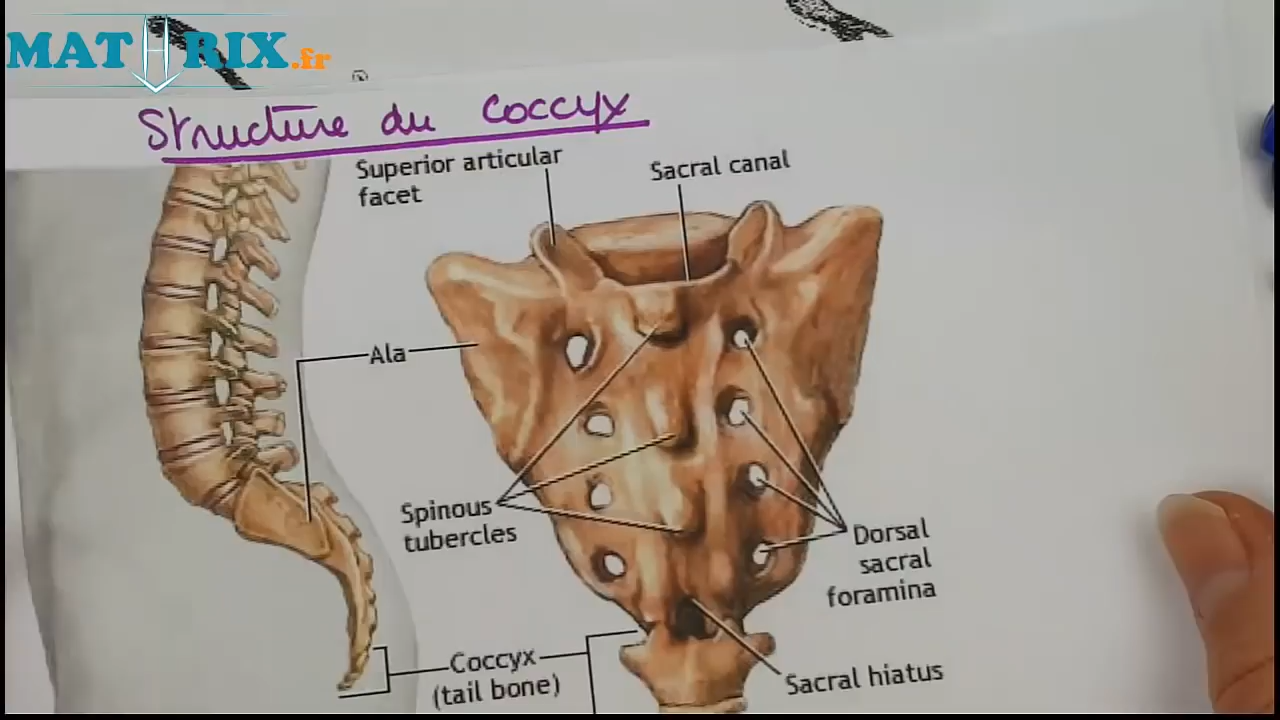 MATHRIX.fr
Structure du coccyx
Superior articular
facet
Sacral canal
Ala
Spinous
tubercles
Dorsal
sacral
foramina
Coccyx
(tail bone)
Sacral hiatus